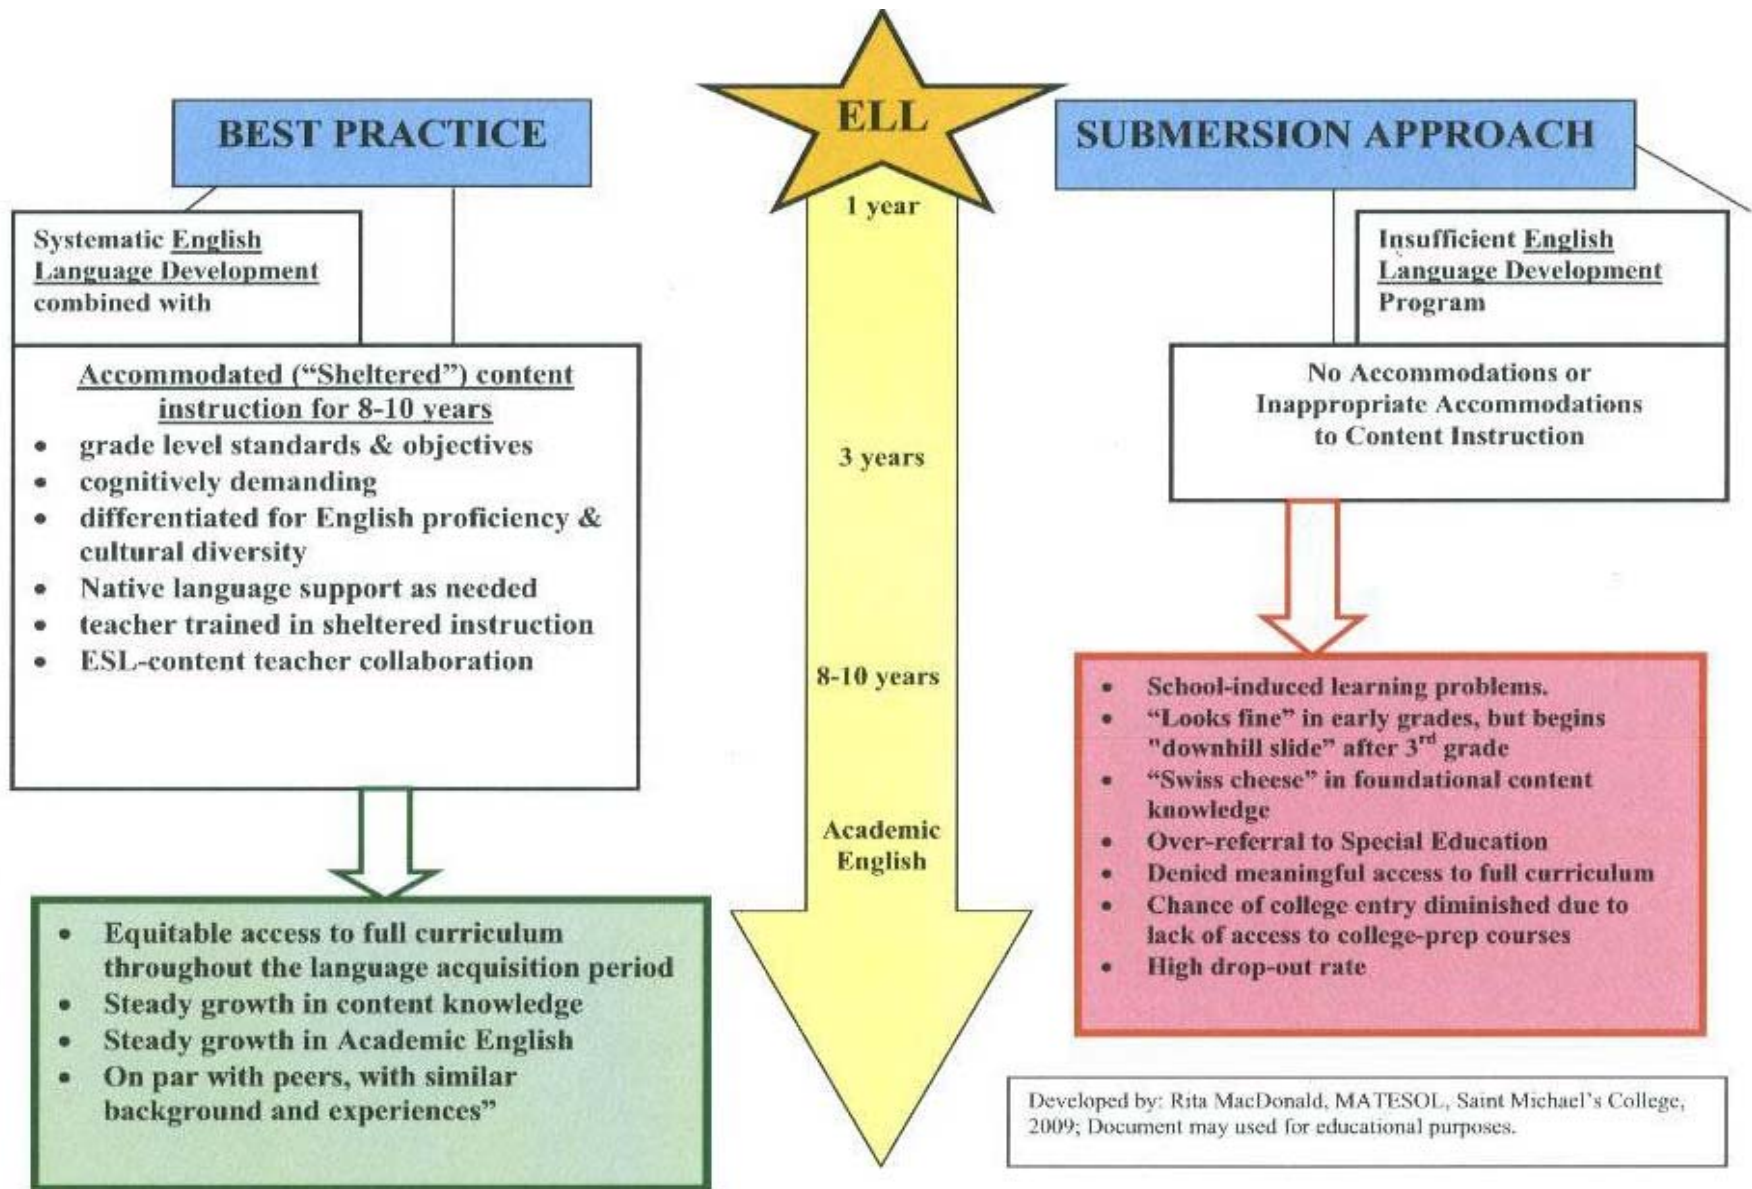 BEST PRACTICE
Systematic English
Language Development
combined with
Accommodated (“Sheltered”) content
instruction for 8-10 years
• grade level standards & objectives
• cognitively demanding
• differentiated for English proficiency &
cultural diversity
• Native language support as needed
• teacher trained in sheltered instruction
• ESL-content teacher collaboration
• Equitable access to full curriculum
throughout the language acquisition period
• Steady growth in content knowledge
• Steady growth in Academic English
• On par with peers, with similar
background and experiences”
ELL
1 year
3 years
8-10 years
Academic
English
SUBMERSION APPROACH
Insufficient English
Language Development
Program
No Accommodations or
Inappropriate Accommodations
to Content Instruction
• School-induced learning problems.
• “Looks fine” in early grades, but begins
"downhill slide” after 3rd grade
• “Swiss cheese” in foundational content
knowledge
• Over-referral to Special Education
• Denied meaningful access to full curriculum
• Chance of college entry diminished due to
lack of access to college-prep courses
• High drop-out rate
Developed by: Rita MacDonald, MATESOL, Saint Michael’s College,
2009; Document may used for educational purposes.